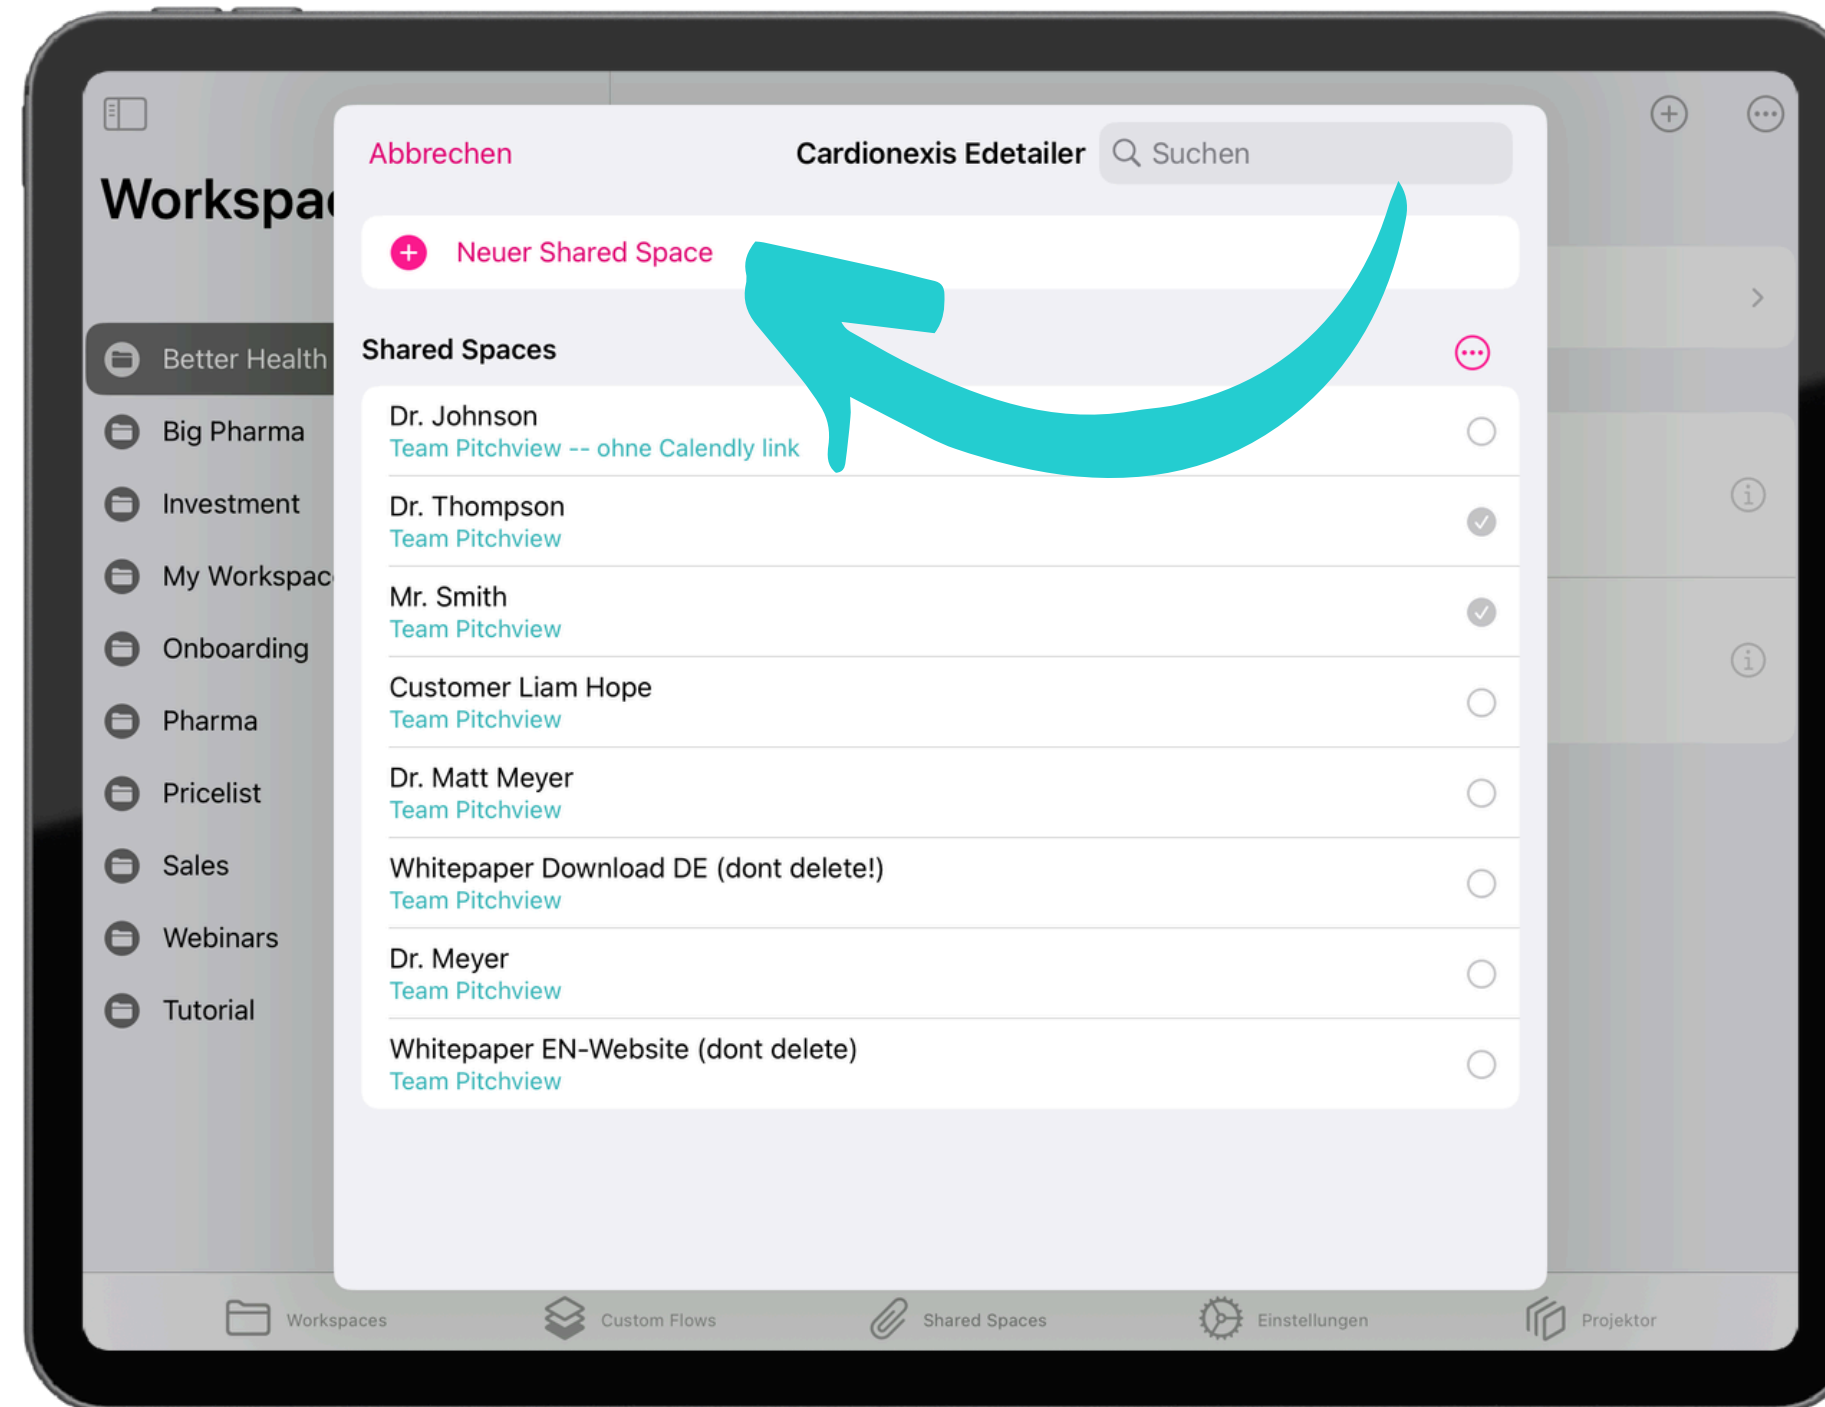 Workspa
Abbrechen
Cardionexis Edetailer
Suchen
Neuer Shared Space
Better Health
Big Pharma
Investment
My Workspac
Onboarding
Pharma
Pricelist
Sales
Webinars
Tutorial
Shared Spaces
Dr. Johnson
Team Pitchview -- ohne Calendly link
Dr. Thompson
Team Pitchview
Mr. Smith
Team Pitchview
Customer Liam Hope
Team Pitchview
Dr. Matt Meyer
Team Pitchview
Whitepaper Download DE (dont delete!)
Team Pitchview
Dr. Meyer
Team Pitchview
Whitepaper EN-Website (dont delete)
Team Pitchview
Workspaces
Custom Flows
Shared Spaces
Einstellungen
Projektor